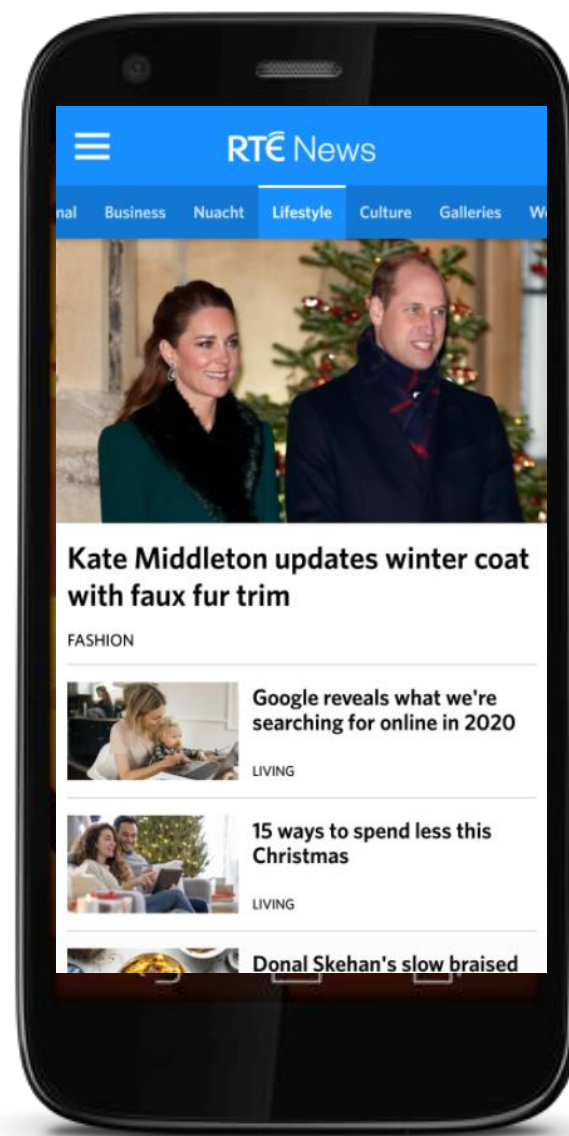 RTÉ News
Business Nuacht Lifestyle Culture Galleries
Kate Middleton updates winter coat
with faux fur trim
FASHION
Google reveals what we're
searching for online in 2020
LIVING
15 ways to spend less this
Christmas
LIVING
Donal Skehan's slow braised